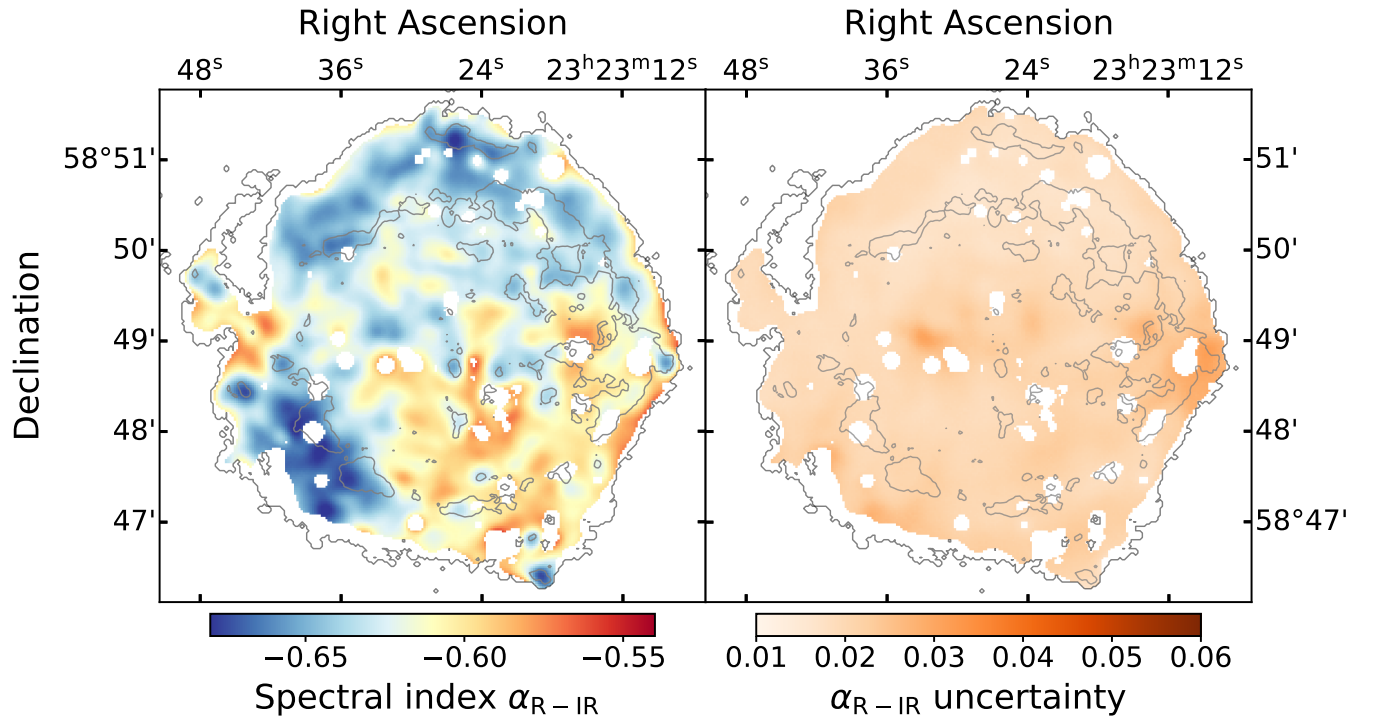 Right Ascension Right Ascension
48ˢ 36ˢ 24ˢ 23ʰ23ᵐ12ˢ 48ˢ 36ˢ 24ˢ 23ʰ23ᵐ12ˢ
58°51' 51'
50' 50'
49' 49'
48' 48'
47' 58°47'
Declination
−0.65 −0.60 −0.55 0.01 0.02 0.03 0.04 0.05 0.06
Spectral index α_R−IR α_R−IR uncertainty